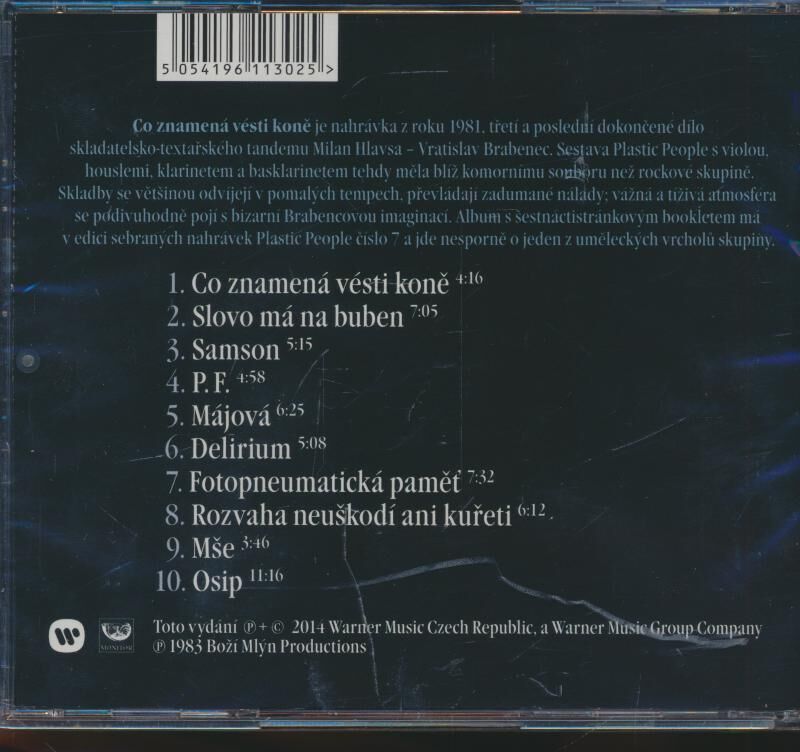 5 054196 113025 >
Co znamená vésti koně je nahrávka z roku 1981, třetí a poslední dokončené dílo
skladatelsko-textařského tandemu Milan Hlavsa – Vratislav Brabenec. Sestava Plastic People s violou,
houslemi, klarinetem a basklarinetem tehdy měla blíž komornímu souboru než rockové skupině.
Skladby se většinou odvíjejí v pomalých tempech, převládají zadumané nálady; vážná a tíživá atmosféra
se podivuhodně pojí s bizarní Brabencovou imaginací. Album s šestnáctistránkovým bookletem má
v edici sebraných nahrávek Plastic People číslo 7 a jde nesporně o jeden z uměleckých vrcholů skupiny.
1. Co znamená vésti koně 4:16
2. Slovo má na buben 7:05
3. Samson 5:15
4. P. F. 4:58
5. Májová 6:25
6. Delirium 5:08
7. Fotopneumatická paměť 7:32
8. Rozvaha neuškodí ani kuřeti 6:12
9. Mše 3:46
10. Osip 11:16
MONITOR
Toto vydání ℗ + © 2014 Warner Music Czech Republic, a Warner Music Group Company
℗ 1983 Boží Mlýn Productions